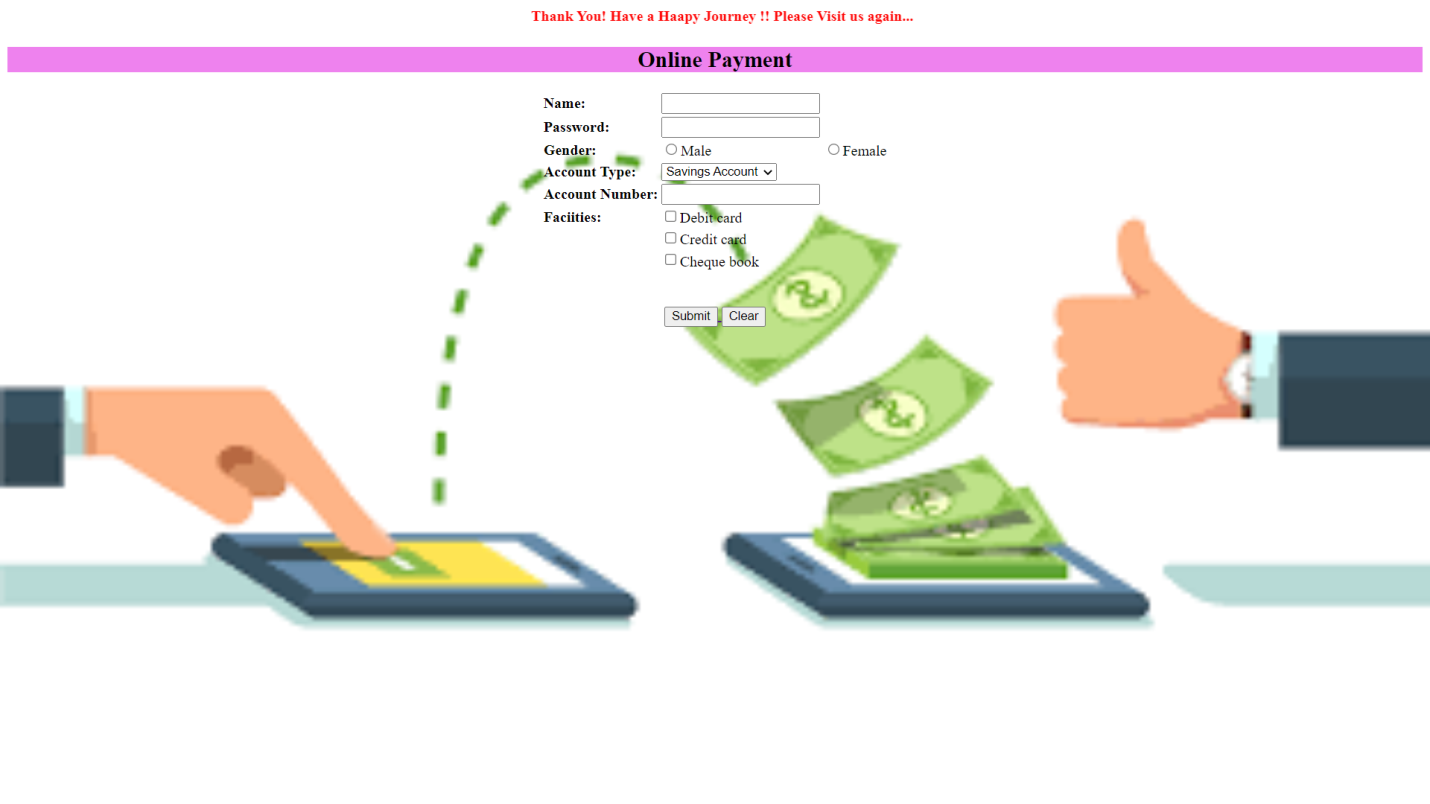 Thank You! Have a Haapy Journey !! Please Visit us again...
Online Payment
Name:
Password:
Gender: Male Female
Account Type: Savings Account
Account Number:
Faciities: Debit card
Credit card
Cheque book
Submit Clear